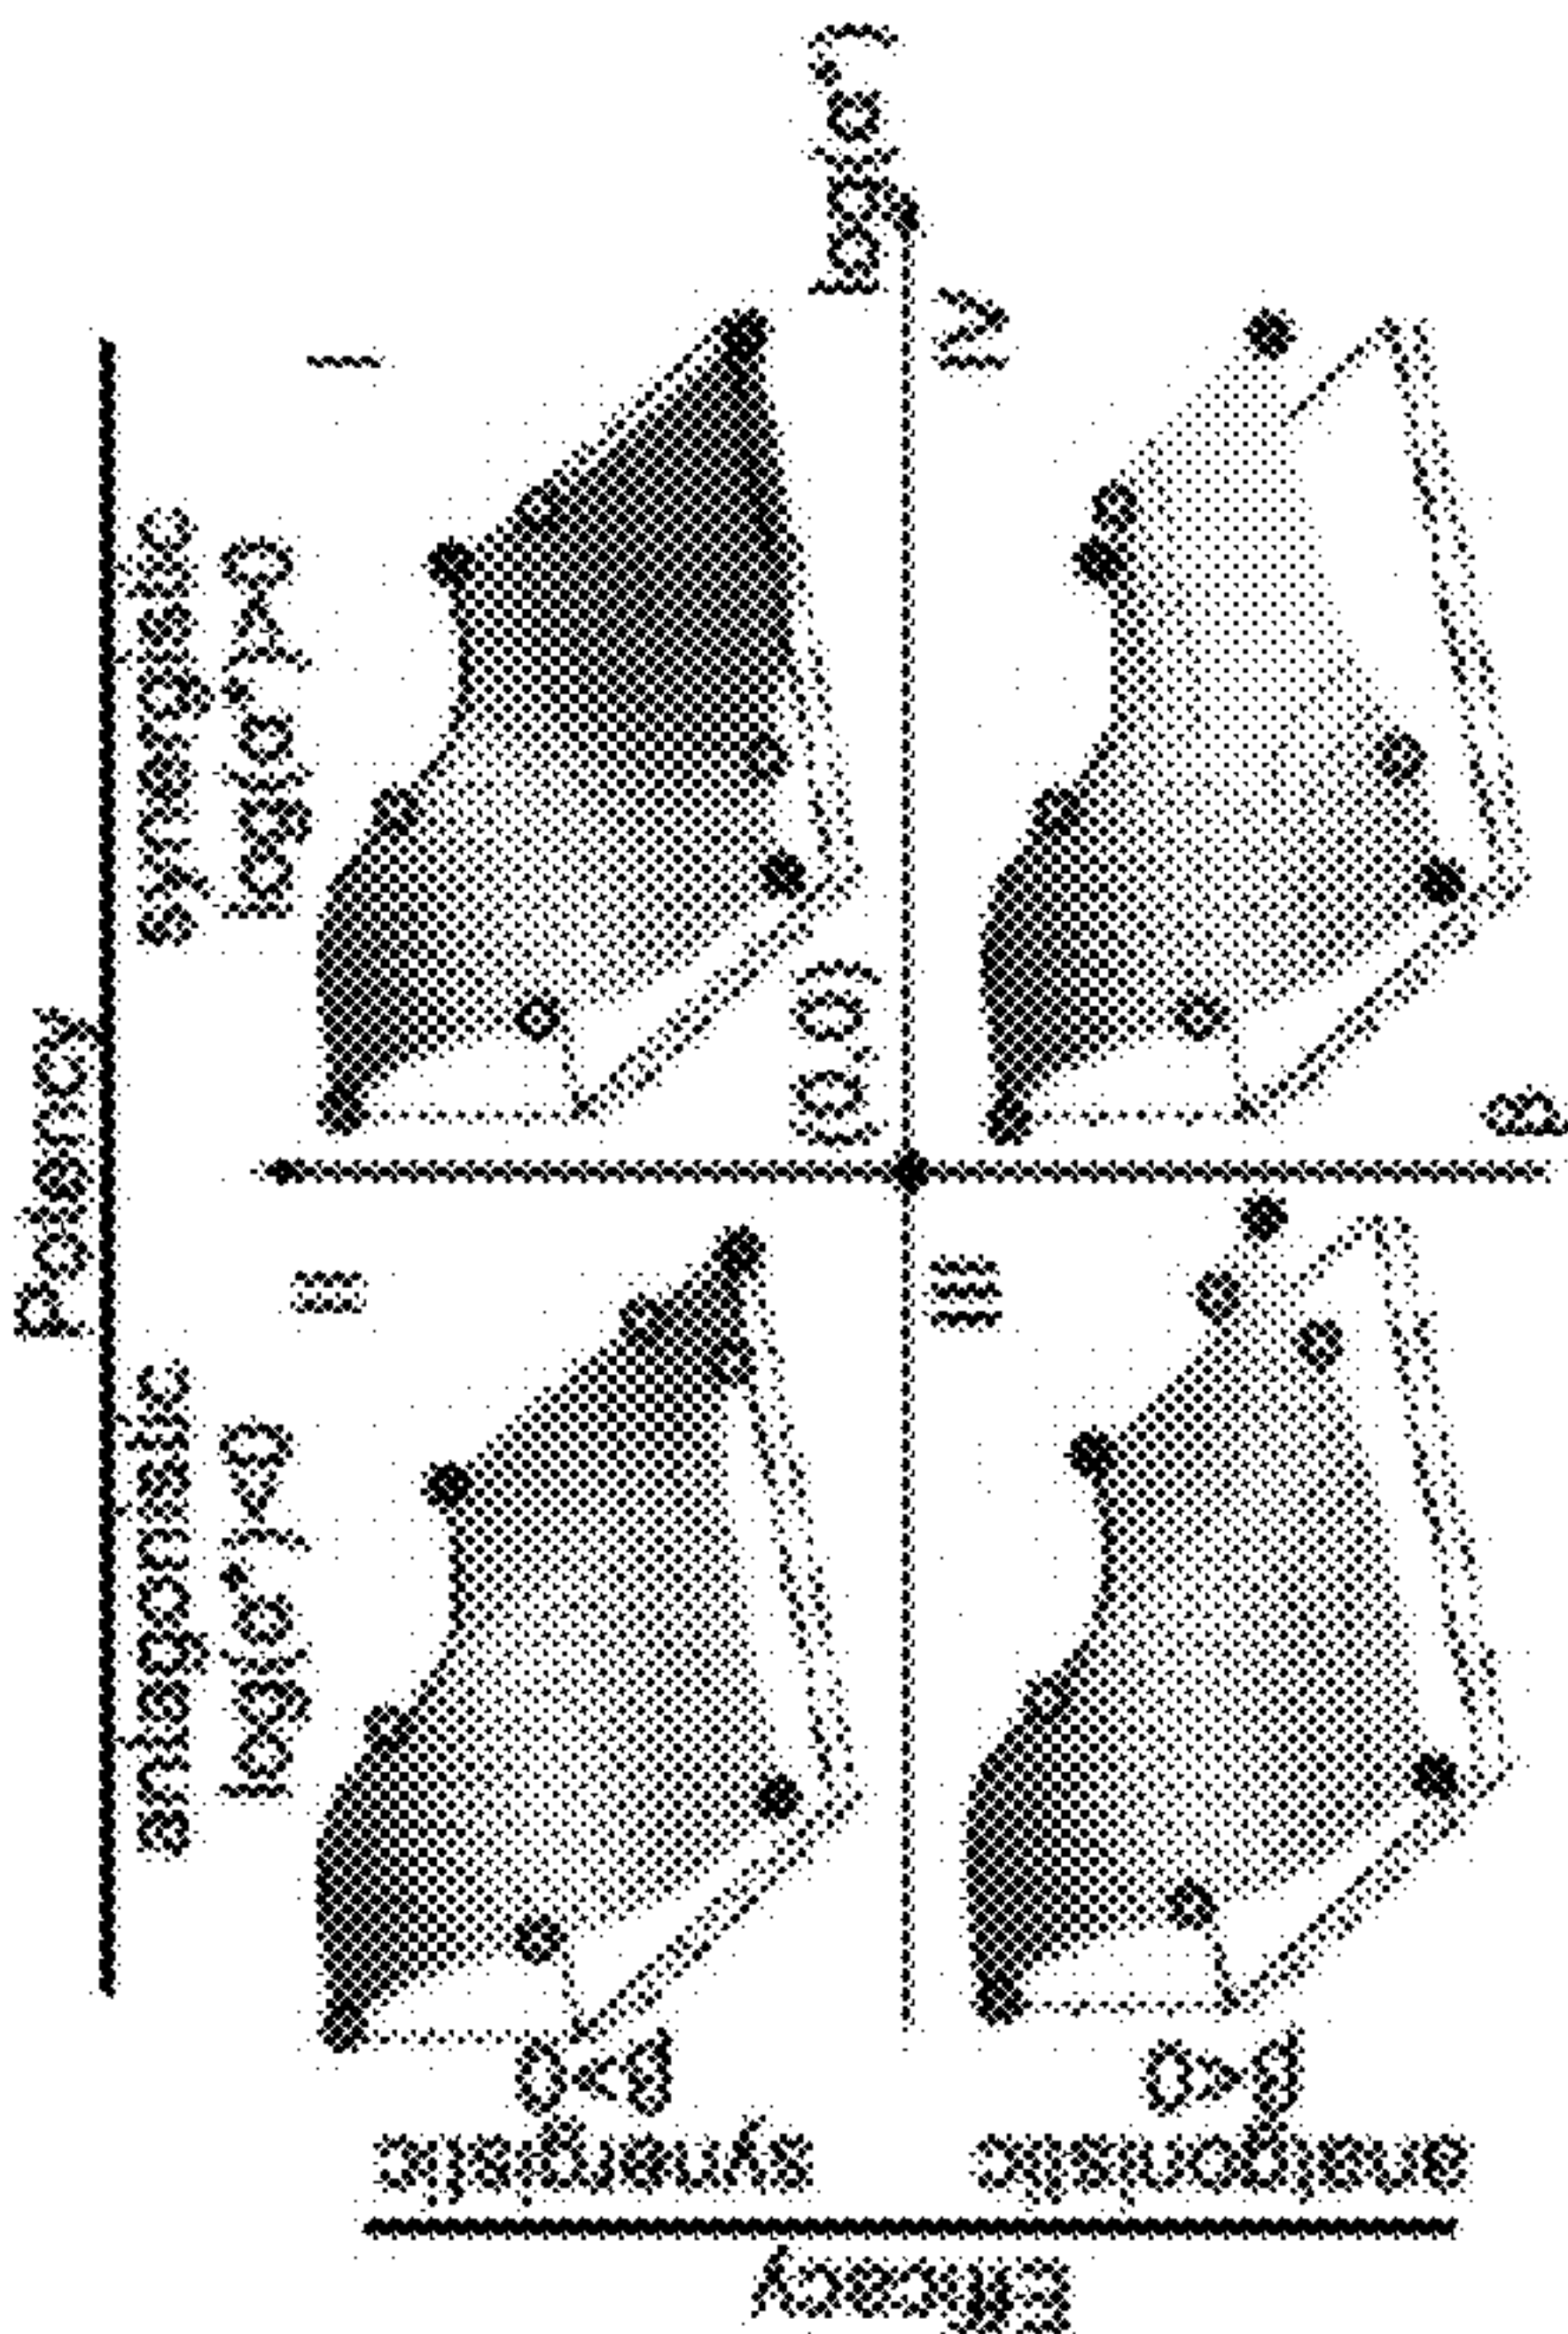 Potency
antagonistic
synergistic
log(α*)<0
log(α*)>0
II
I
(0,0)
log(α*)
III
IV
β
β>0
synergistic
β<0
antagonistic
Efficacy